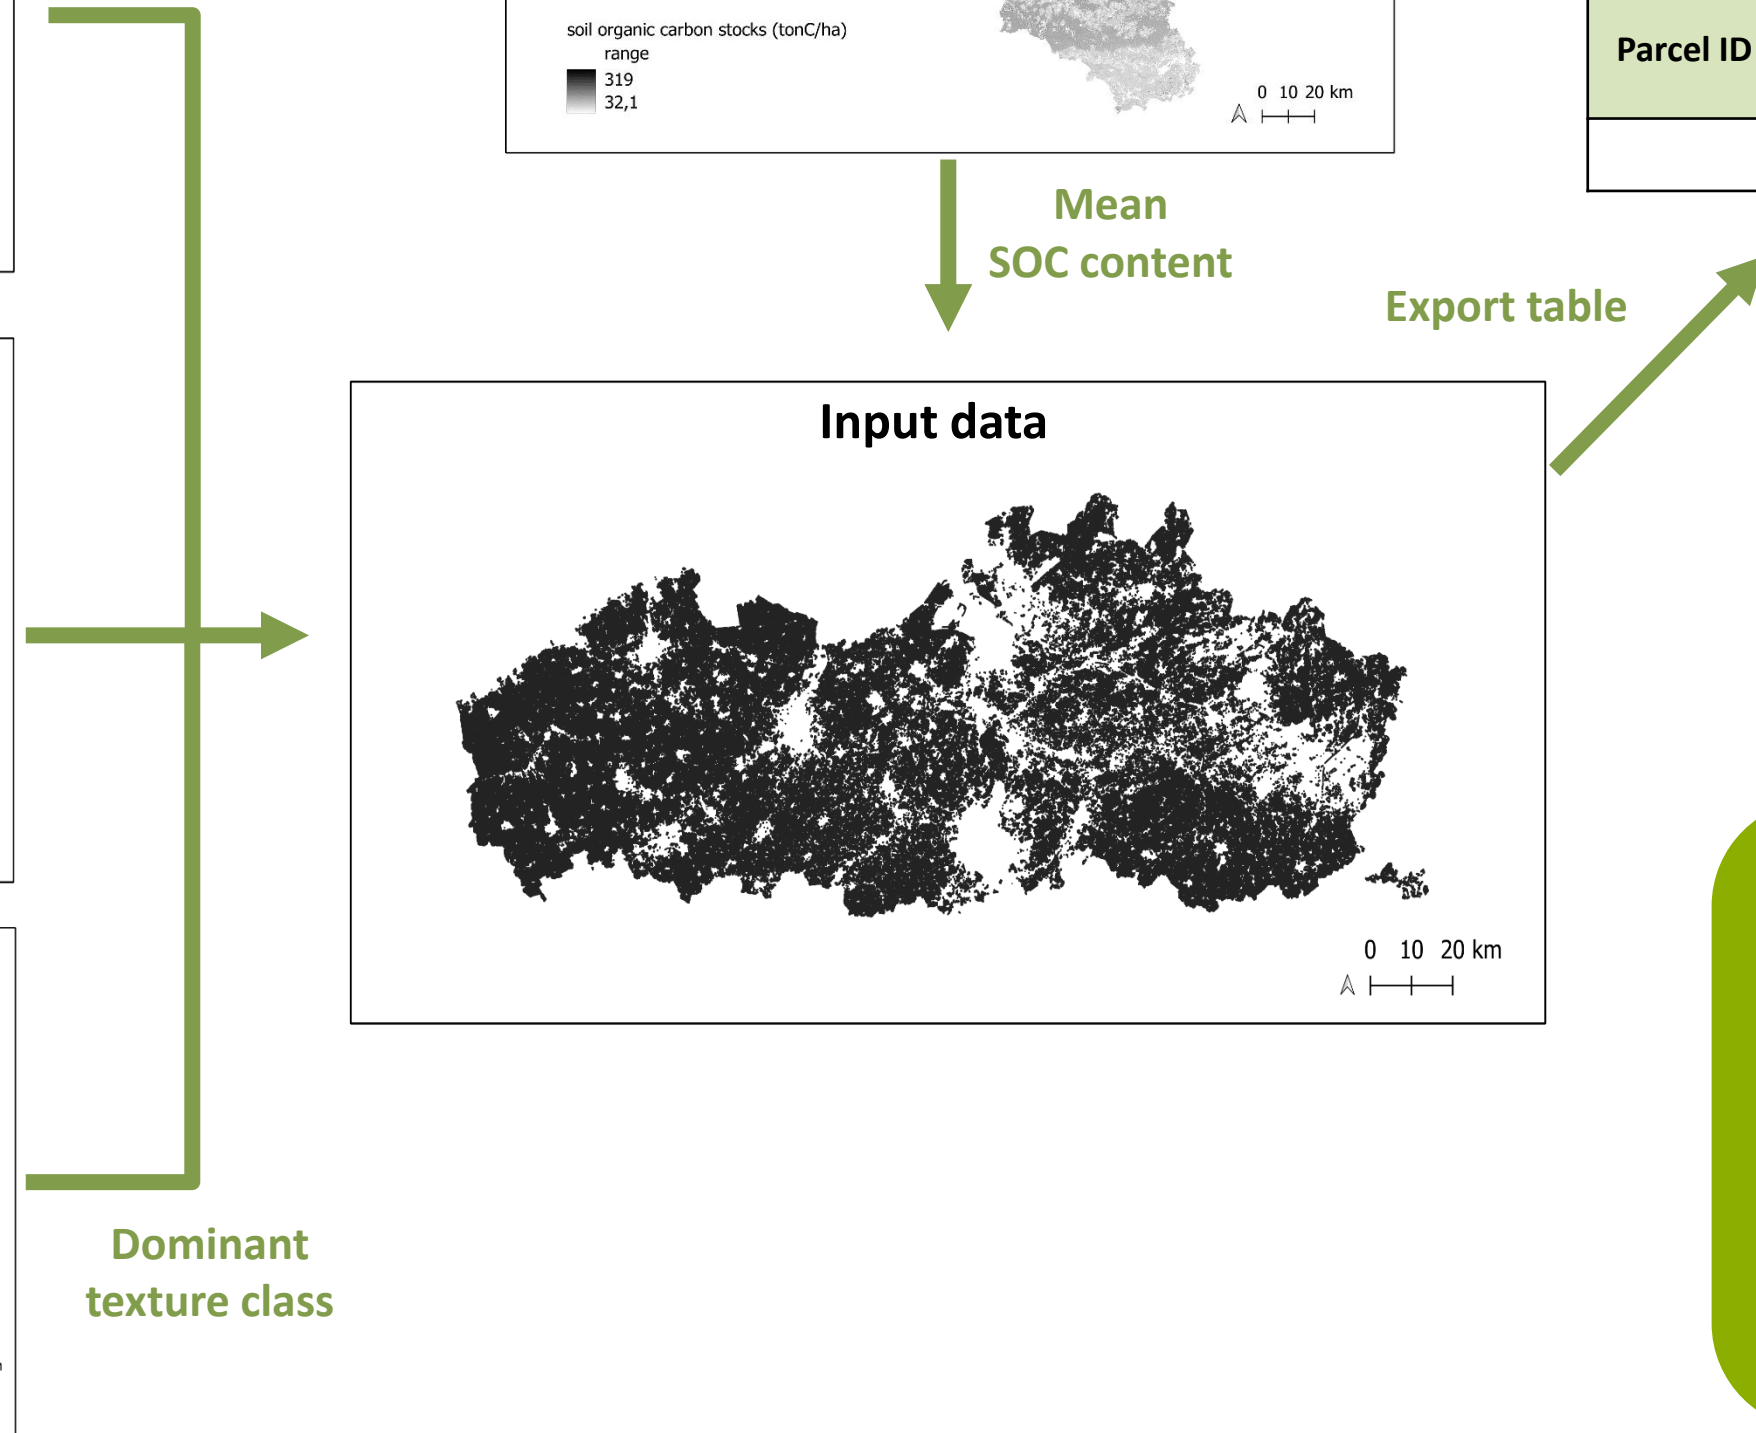 soil organic carbon stocks (tonC/ha)
range
319
32,1
0 10 20 km
Parcel ID
Mean
SOC content
Export table
Input data
0 10 20 km
Dominant
texture class